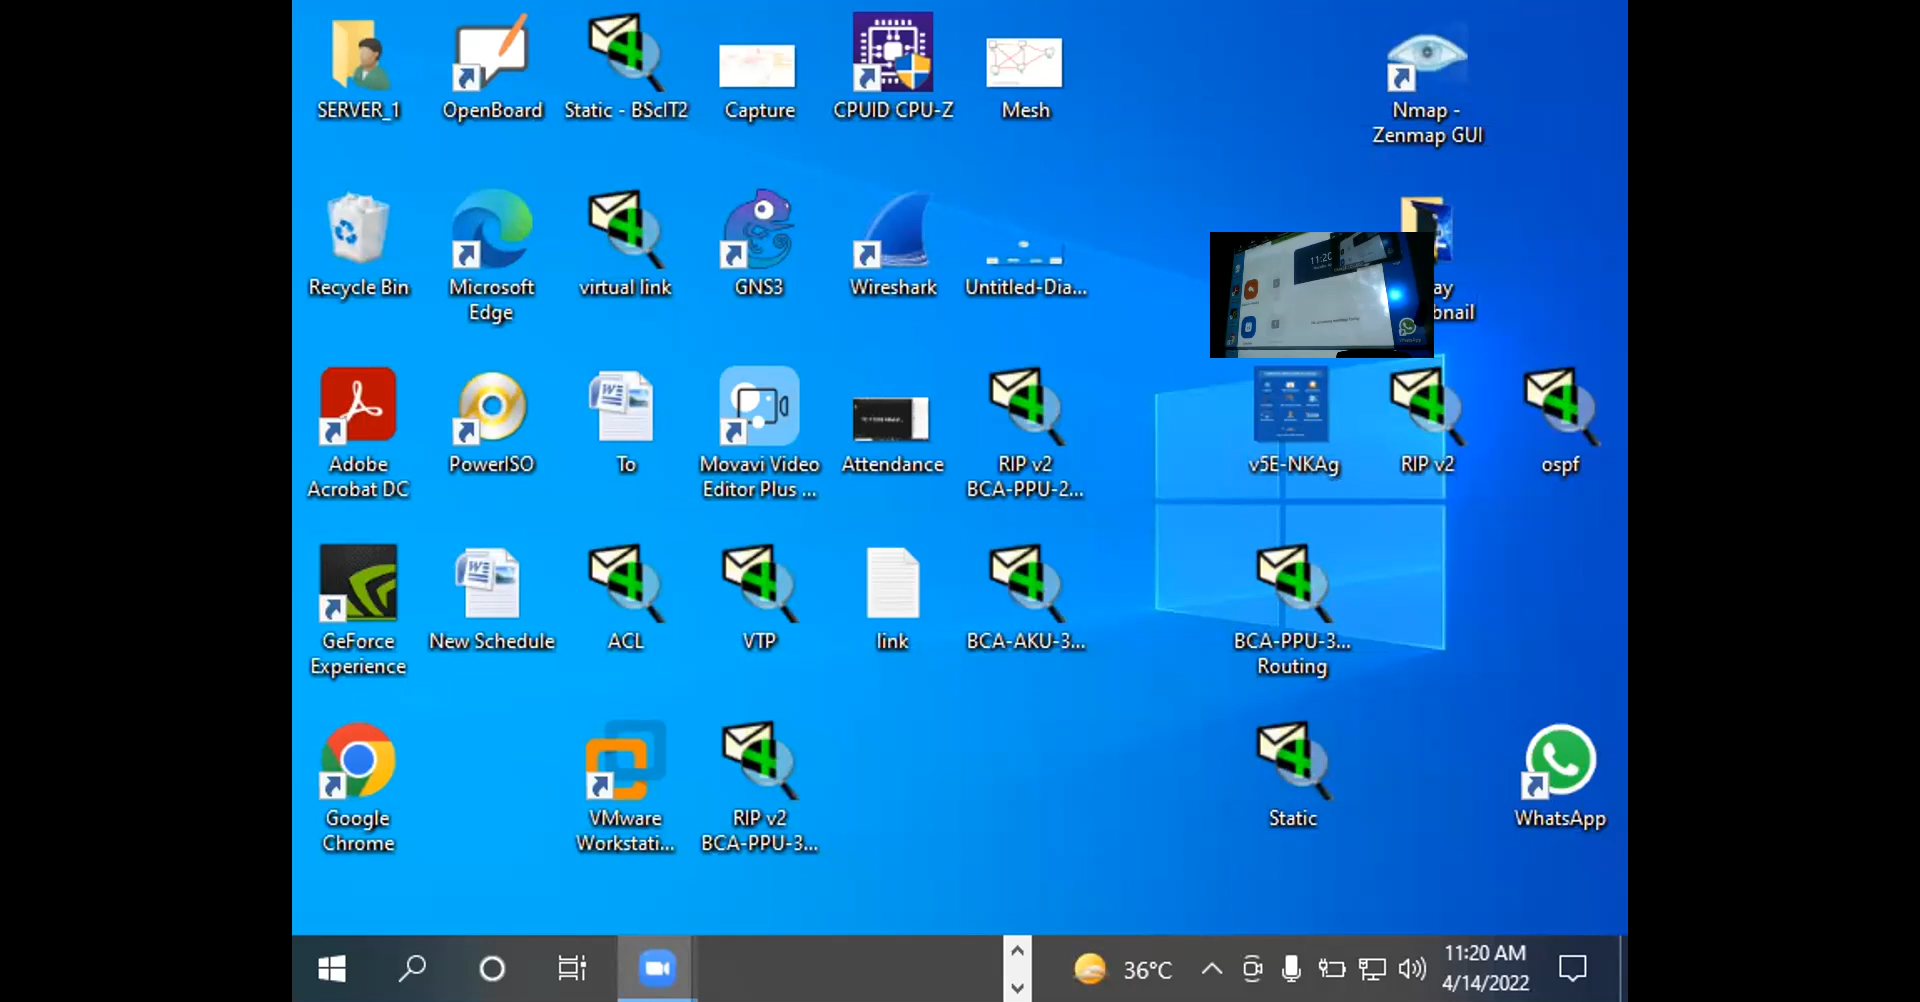 SERVER_1
OpenBoard
Static - BScIT2
Capture
CPUID CPU-Z
Mesh
Nmap -
Zenmap GUI
Recycle Bin
Microsoft
Edge
virtual link
GNS3
Wireshark
Untitled-Dia...
11:20
ay
bnail
WhatsApp
Adobe
Acrobat DC
PowerISO
To
Movavi Video
Editor Plus ...
Attendance
RIP v2
BCA-PPU-2...
v5E-NKAg
RIP v2
ospf
GeForce
Experience
New Schedule
ACL
VTP
link
BCA-AKU-3...
BCA-PPU-3...
Routing
Google
Chrome
VMware
Workstati...
RIP v2
BCA-PPU-3...
Static
WhatsApp
36°C
11:20 AM
4/14/2022